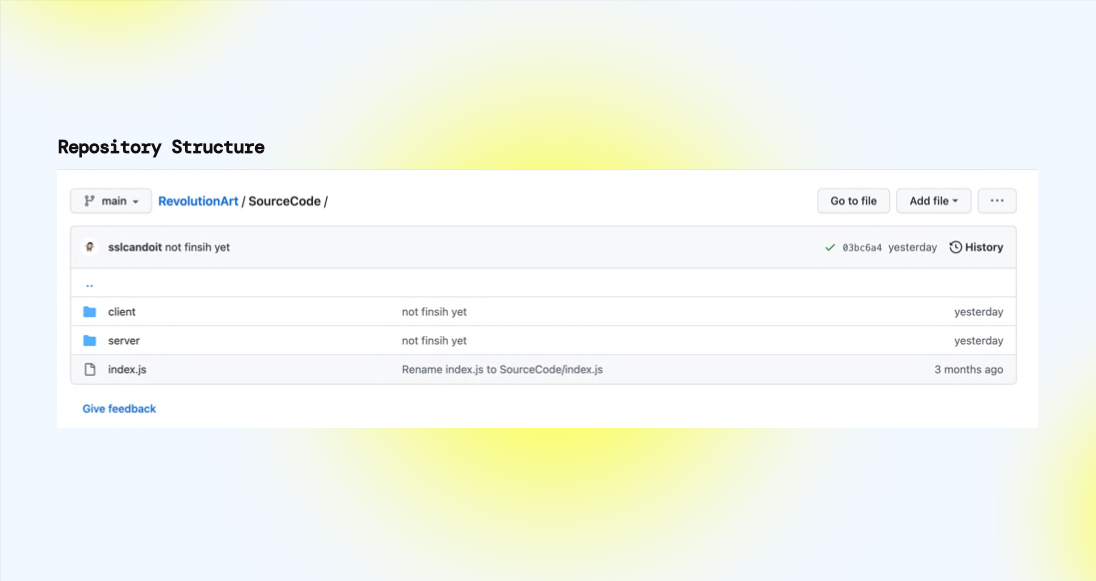 Repository Structure
main RevolutionArt / SourceCode / Go to file Add file ...
sslcandoit not finsih yet 03bc6a4 yesterday History
..
client not finsih yet yesterday
server not finsih yet yesterday
index.js Rename index.js to SourceCode/index.js 3 months ago
Give feedback